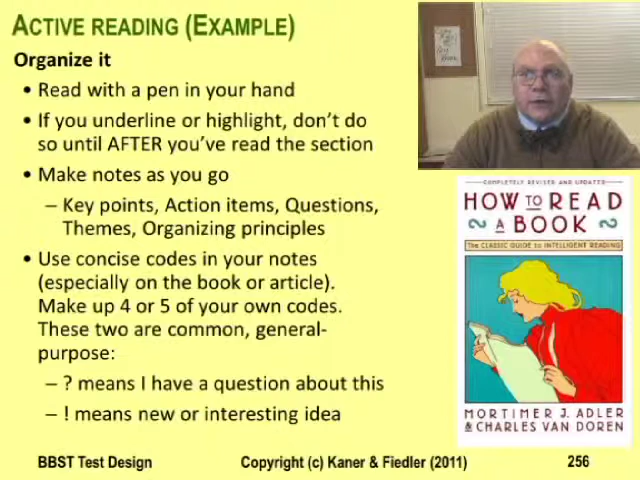 ACTIVE READING (EXAMPLE)
Organize it
• Read with a pen in your hand
• If you underline or highlight, don't do
so until AFTER you've read the section
• Make notes as you go
– Key points, Action items, Questions,
Themes, Organizing principles
• Use concise codes in your notes
(especially on the book or article).
Make up 4 or 5 of your own codes.
These two are common, general-
purpose:
– ? means I have a question about this
– ! means new or interesting idea
COMPLETELY REVISED AND UPDATED
HOW TO READ
A BOOK
The CLASSIC GUIDE to INTELLIGENT READING
MORTIMER J. ADLER
& CHARLES VAN DOREN
BBST Test Design
Copyright (c) Kaner & Fiedler (2011)
256